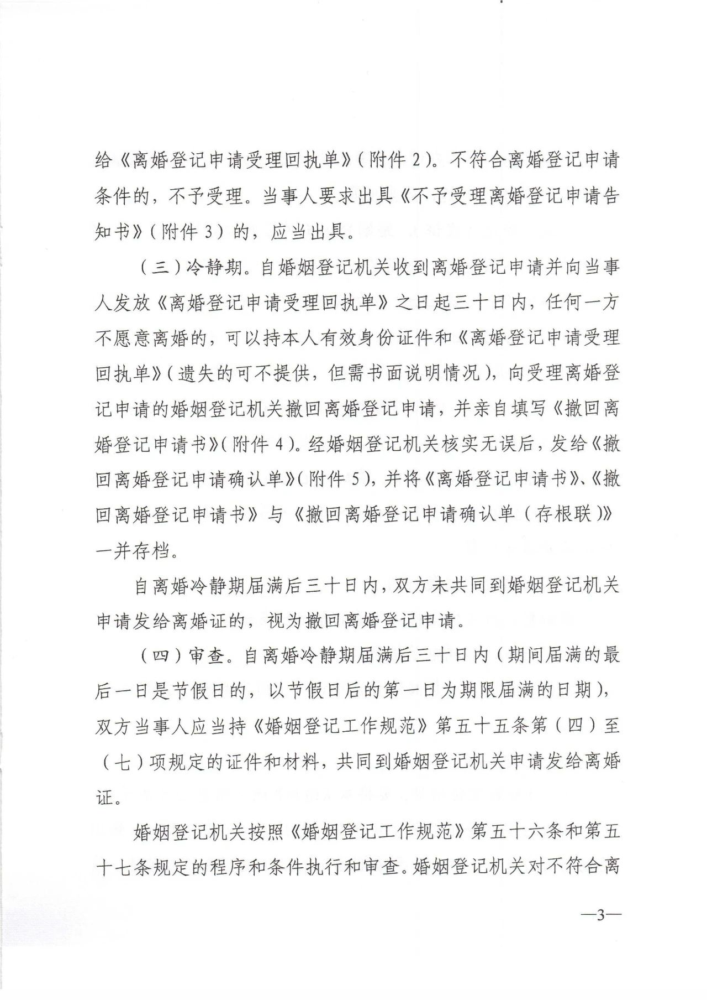 给《离婚登记申请受理回执单》（附件2）。不符合离婚登记申请
条件的，不予受理。当事人要求出具《不予受理离婚登记申请告
知书》（附件3）的，应当出具。
（三）冷静期。自婚姻登记机关收到离婚登记申请并向当事
人发放《离婚登记申请受理回执单》之日起三十日内，任何一方
不愿意离婚的，可以持本人有效身份证件和《离婚登记申请受理
回执单》（遗失的可不提供，但需书面说明情况），向受理离婚登
记申请的婚姻登记机关撤回离婚登记申请，并亲自填写《撤回离
婚登记申请书》（附件4）。经婚姻登记机关核实无误后，发给《撤
回离婚登记申请确认单》（附件5），并将《离婚登记申请书》、《撤
回离婚登记申请书》与《撤回离婚登记申请确认单（存根联）》
一并存档。
自离婚冷静期届满后三十日内，双方未共同到婚姻登记机关
申请发给离婚证的，视为撤回离婚登记申请。
（四）审查。自离婚冷静期届满后三十日内（期间届满的最
后一日是节假日的，以节假日后的第一日为期限届满的日期），
双方当事人应当持《婚姻登记工作规范》第五十五条第（四）至
（七）项规定的证件和材料，共同到婚姻登记机关申请发给离婚
证。
婚姻登记机关按照《婚姻登记工作规范》第五十六条和第五
十七条规定的程序和条件执行和审查。婚姻登记机关对不符合离
—3—